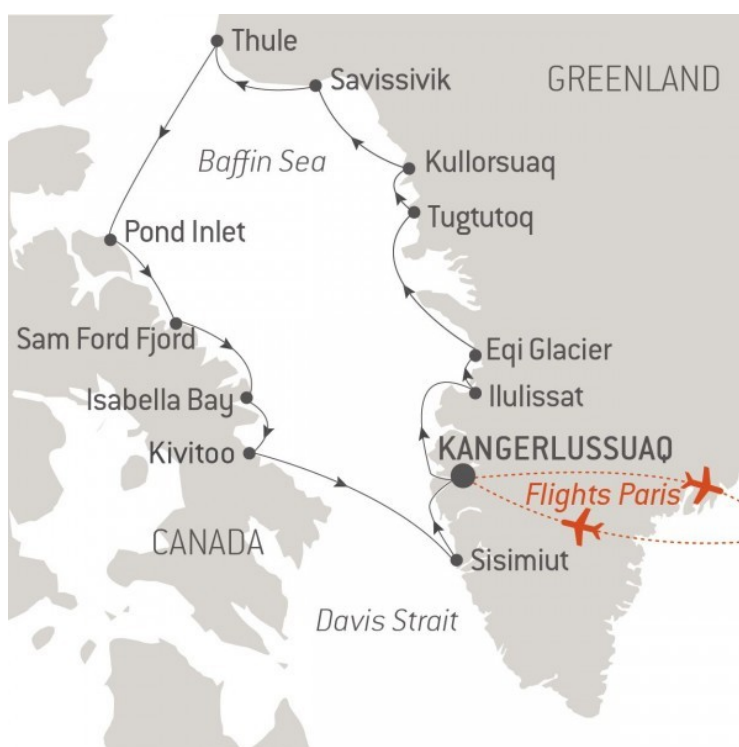 Thule
Savissivik
GREENLAND
Baffin Sea
Kullorsuaq
Tugtutoq
Pond Inlet
Sam Ford Fjord
Eqi Glacier
Isabella Bay
Ilulissat
Kivitoo
KANGERLUSSUAQ
Flights Paris
CANADA
Sisimiut
Davis Strait